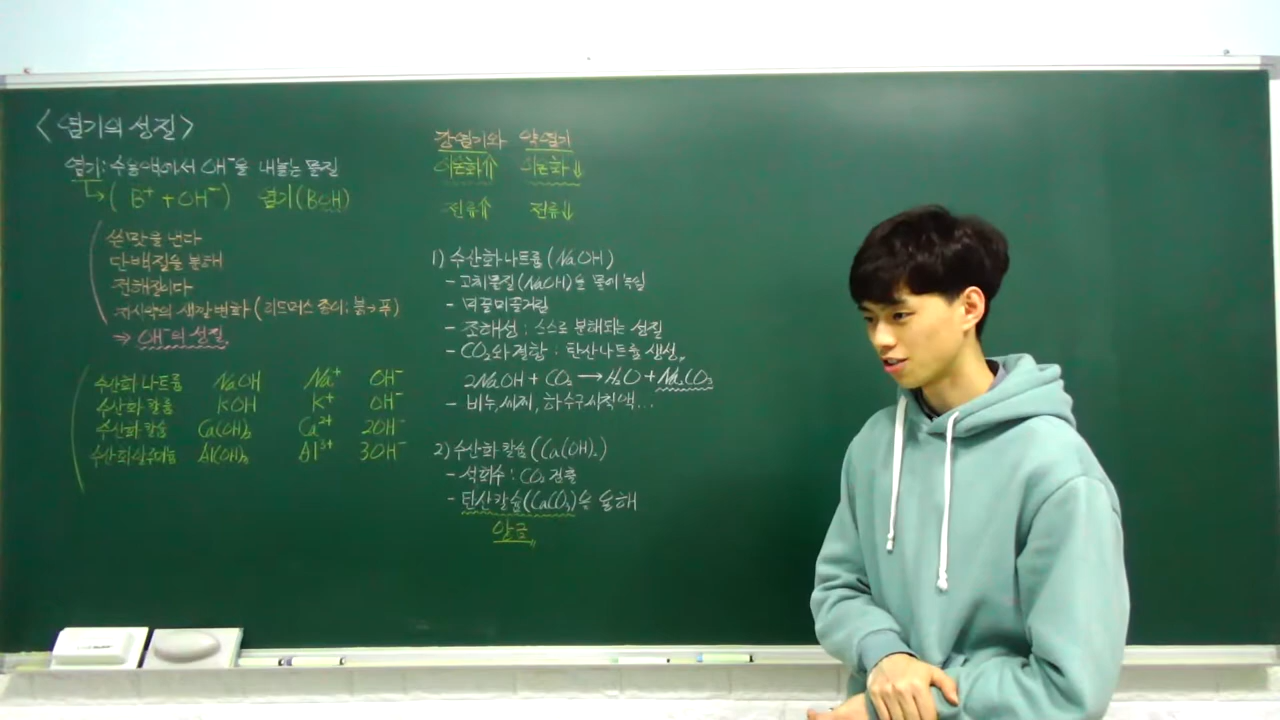 <염기의 성질>
염기: 수용액에서 OH⁻을 내놓는 물질
↳( B⁺ + OH⁻ ) 염기(BOH)
쓴맛을 낸다
단백질을 분해
전해질이다
지시약의 색깔변화 (리트머스 종이: 붉→푸)
⇒ OH⁻의 성질
수산화 나트륨 NaOH Na⁺ OH⁻
수산화 칼륨 KOH K⁺ OH⁻
수산화 칼슘 Ca(OH)₂ Ca²⁺ 2OH⁻
수산화알루미늄 Al(OH)₃ Al³⁺ 3OH⁻
강염기와 약염기
이온화⇑ 이온화↓
전류⇑ 전류↓
1) 수산화나트륨(NaOH)
- 고체물질(NaOH)은 물에 녹임
- 미끌미끌거림
- 조해성 : 스스로 분해되는 성질
- CO₂와 결합 : 탄산나트륨 생성
2NaOH + CO₂ → H₂O + Na₂CO₃
- 비누, 세제, 하수구세척액...
2) 수산화 칼슘(Ca(OH)₂)
- 석회수 : CO₂ 검출
- 탄산칼슘(CaCO₃)은 용해
앙금